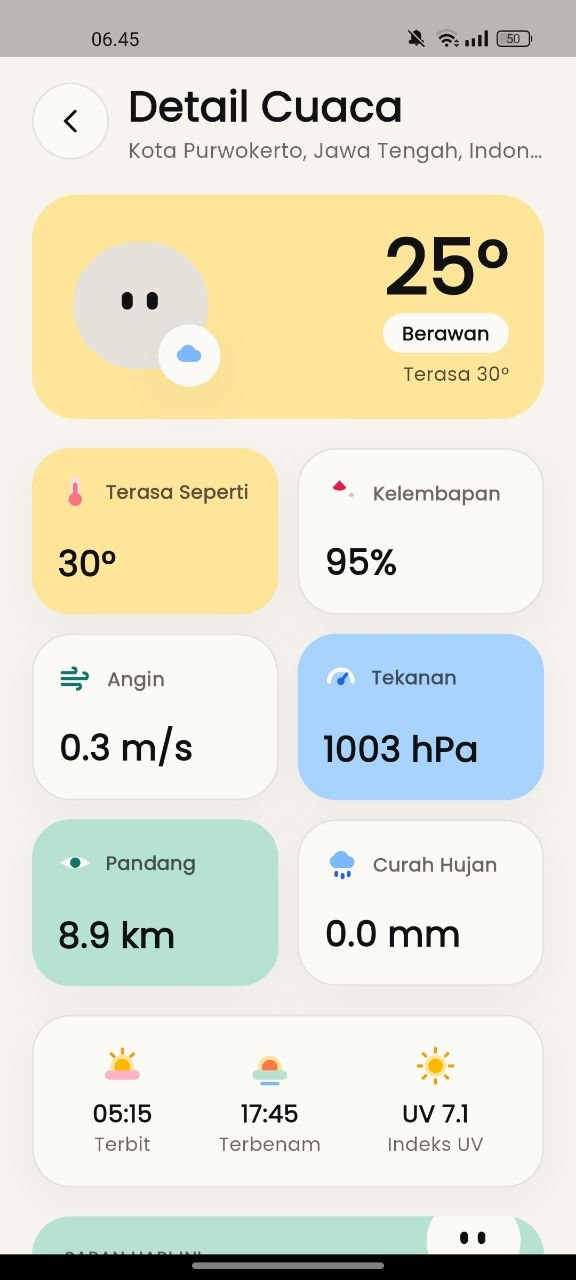 06.45
50
Detail Cuaca
Kota Purwokerto, Jawa Tengah, Indon...
25°
Berawan
Terasa 30°
Terasa Seperti
30°
Kelembapan
95%
Angin
0.3 m/s
Tekanan
1003 hPa
Pandang
8.9 km
Curah Hujan
0.0 mm
05:15
Terbit
17:45
Terbenam
UV 7.1
Indeks UV